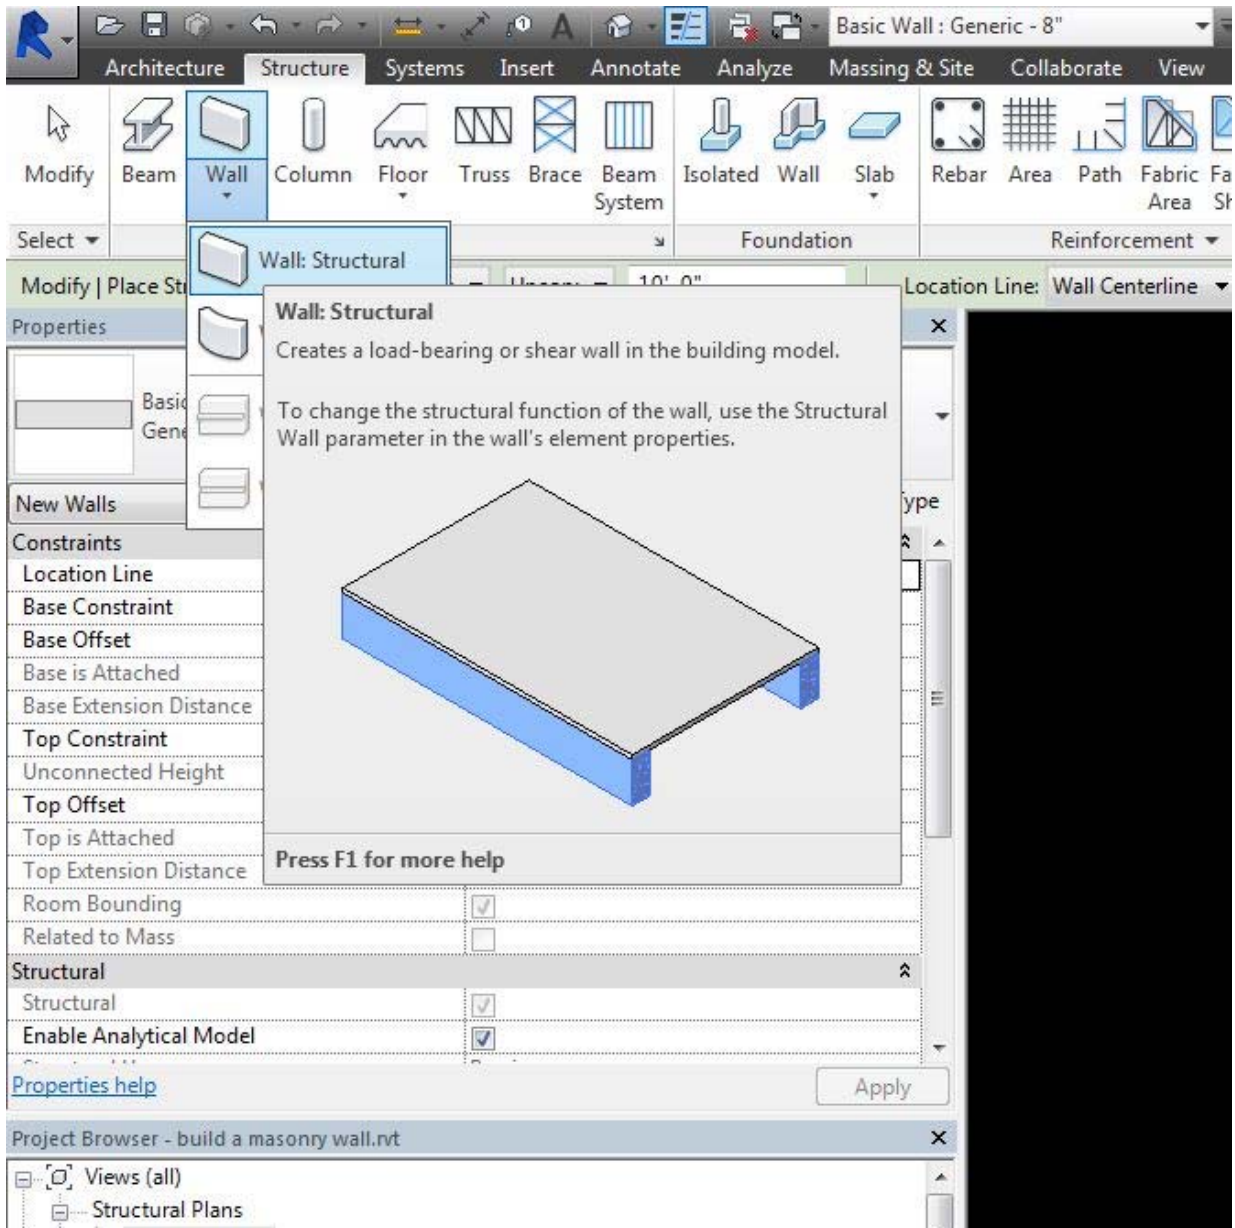 Basic Wall : Generic - 8"
Architecture Structure Systems Insert Annotate Analyze Massing & Site Collaborate View
Modify Beam Wall Column Floor Truss Brace Beam System Isolated Wall Slab Rebar Area Path Fabric Area
Select Foundation Reinforcement
Wall: Structural
Modify | Place 10' 0" Location Line: Wall Centerline
Properties
Wall: Structural
Creates a load-bearing or shear wall in the building model.
To change the structural function of the wall, use the Structural
Wall parameter in the wall's element properties.
New Walls
Constraints
Location Line
Base Constraint
Base Offset
Base is Attached
Base Extension Distance
Top Constraint
Unconnected Height
Top Offset
Top is Attached
Top Extension Distance
Press F1 for more help
Room Bounding
Related to Mass
Structural
Structural
Enable Analytical Model
Properties help Apply
Project Browser - build a masonry wall.rvt
Views (all)
Structural Plans